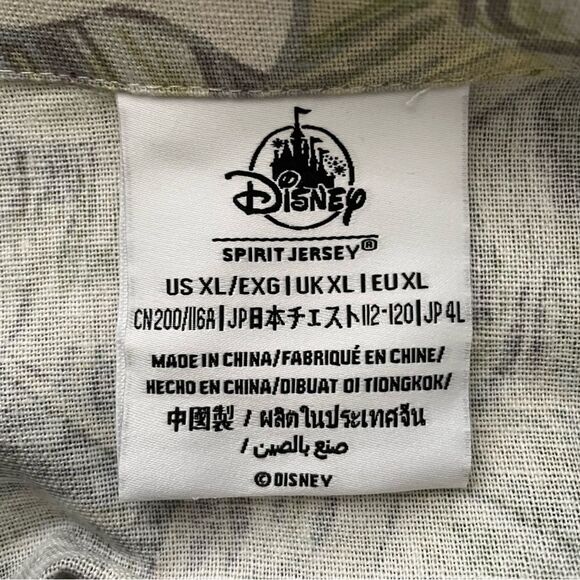 Disney
SPIRIT JERSEY®
US XL/EXG | UK XL | EU XL
CN200/116A | JP日本チェスト112-120 | JP 4L
MADE IN CHINA/FABRIQUÉ EN CHINE/
HECHO EN CHINA/DIBUAT DI TIONGKOK/
中國製 / ผลิตในประเทศจีน
/ صنع بالصين
© DISNEY